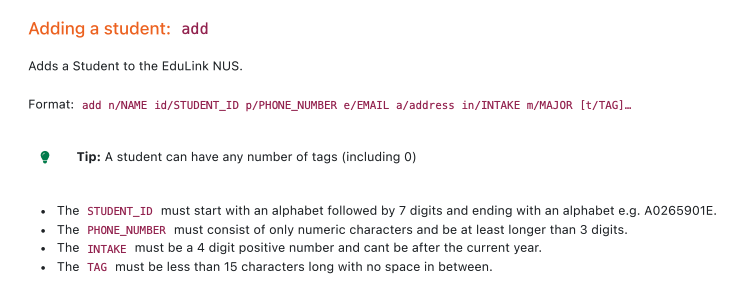 Adding a student: add
Adds a Student to the EduLink NUS.
Format: add n/NAME id/STUDENT_ID p/PHONE_NUMBER e/EMAIL a/address in/INTAKE m/MAJOR [t/TAG]…
Tip: A student can have any number of tags (including 0)
• The STUDENT_ID must start with an alphabet followed by 7 digits and ending with an alphabet e.g. A0265901E.
• The PHONE_NUMBER must consist of only numeric characters and be at least longer than 3 digits.
• The INTAKE must be a 4 digit positive number and cant be after the current year.
• The TAG must be less than 15 characters long with no space in between.